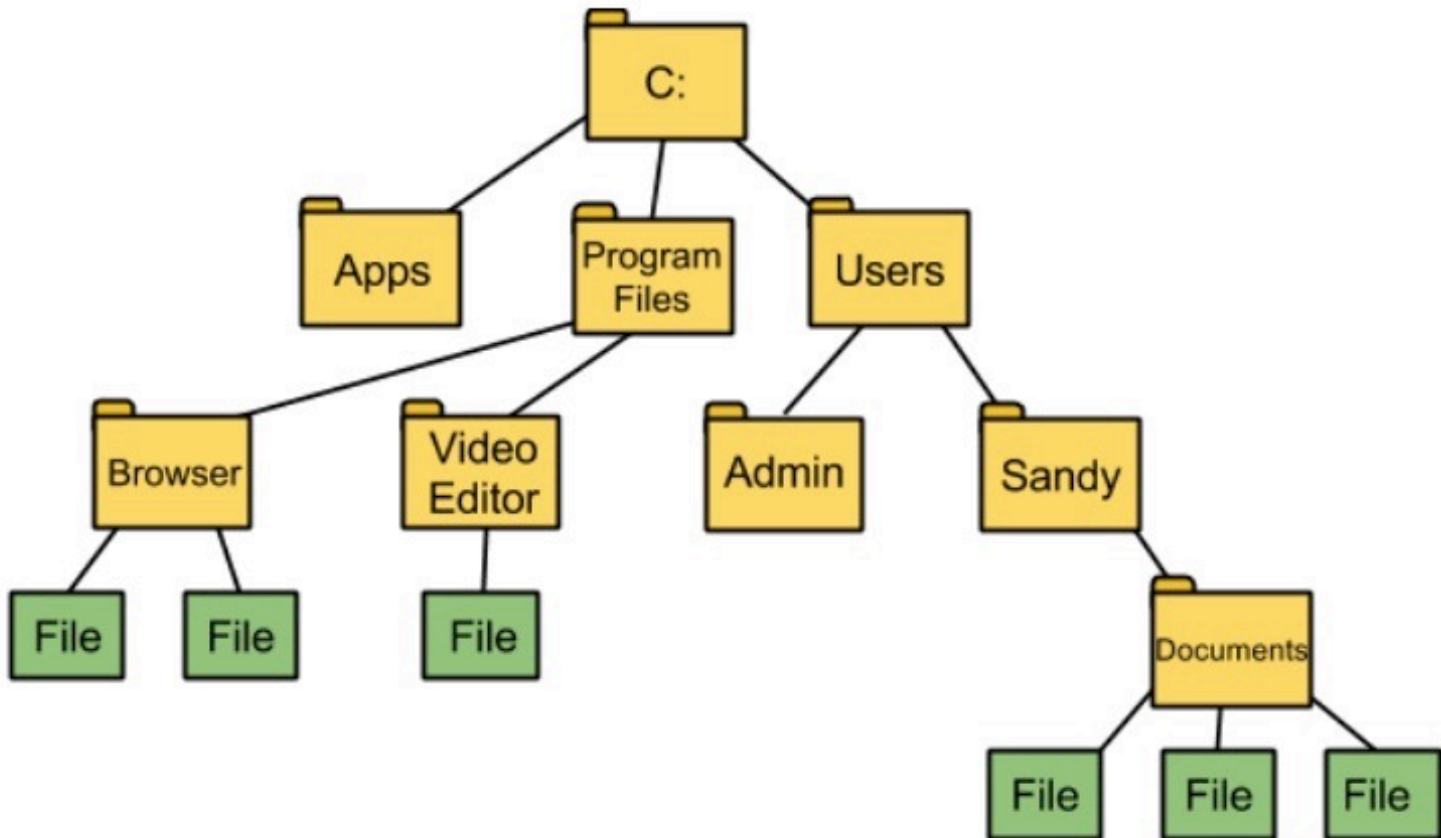 C:
Apps
Program
Files
Users
Browser
Video
Editor
Admin
Sandy
File
File
File
Documents
File
File
File